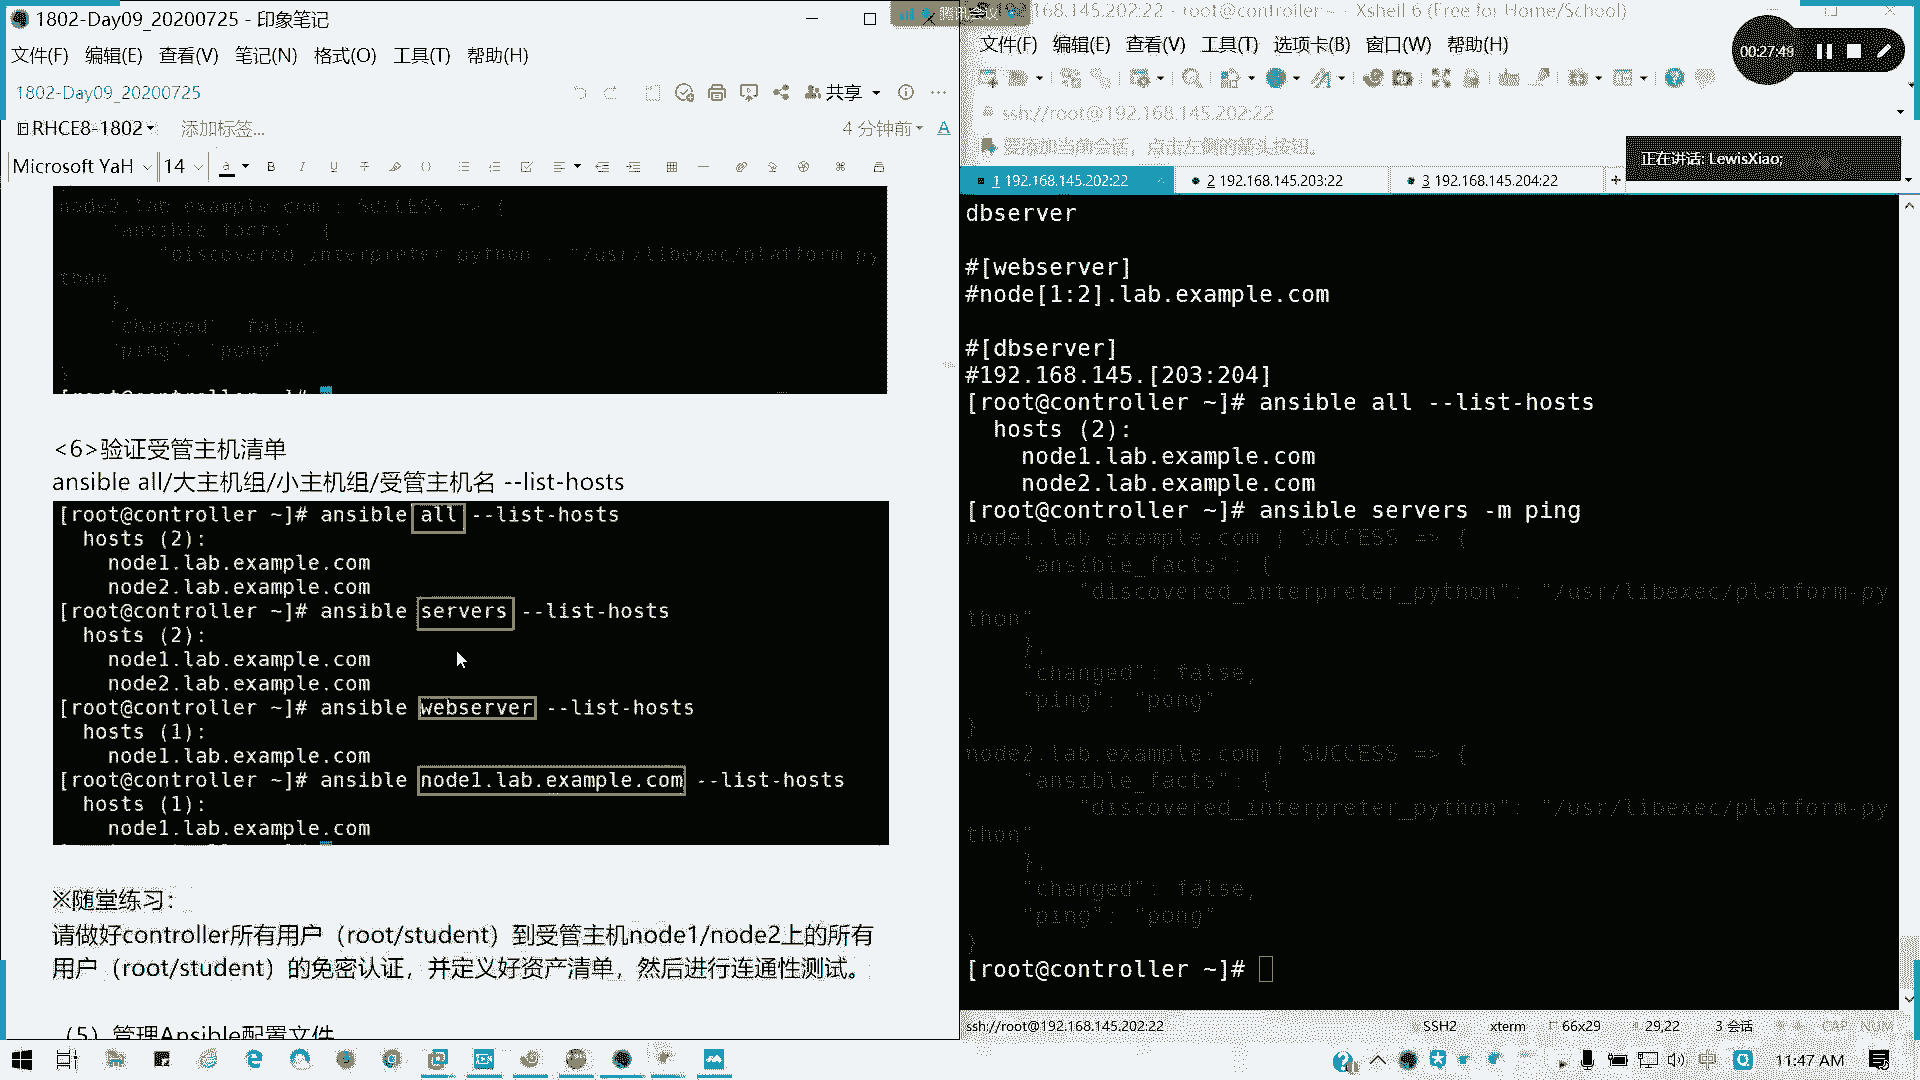 1802-Day09_20200725 - 印象笔记
文件(F) 编辑(E) 查看(V) 笔记(N) 格式(O) 工具(T) 帮助(H)
1802-Day09_20200725
共享
RHCE8-1802
添加标签...
4 分钟前
Microsoft YaH 14
node2.lab.example.com | SUCCESS => {
"ansible_facts": {
"discovered_interpreter_python": "/usr/libexec/platform-py
thon"
},
"changed": false,
"ping": "pong"
}
[root@controller ~]#
<6>验证受管主机清单
ansible all/大主机组/小主机组/受管主机名 --list-hosts
[root@controller ~]# ansible all --list-hosts
hosts (2):
node1.lab.example.com
node2.lab.example.com
[root@controller ~]# ansible servers --list-hosts
hosts (2):
node1.lab.example.com
node2.lab.example.com
[root@controller ~]# ansible webserver --list-hosts
hosts (1):
node1.lab.example.com
[root@controller ~]# ansible node1.lab.example.com --list-hosts
hosts (1):
node1.lab.example.com
※随堂练习：
请做好controller所有用户（root/student）到受管主机node1/node2上的所有
用户（root/student）的免密认证，并定义好资产清单，然后进行连通性测试。
（5）管理Ansible配置文件
腾讯会议
192.168.145.202:22 - root@controller:~ - Xshell 6 (Free for Home/School)
文件(F) 编辑(E) 查看(V) 工具(T) 选项卡(B) 窗口(W) 帮助(H)
00:27:49
ssh://root@192.168.145.202:22
要添加当前会话，点击左侧的箭头按钮。
正在讲话: LewisXiao;
1 192.168.145.202:22
2 192.168.145.203:22
3 192.168.145.204:22
dbserver
#[webserver]
#node[1:2].lab.example.com
#[dbserver]
#192.168.145.[203:204]
[root@controller ~]# ansible all --list-hosts
hosts (2):
node1.lab.example.com
node2.lab.example.com
[root@controller ~]# ansible servers -m ping
node1.lab.example.com | SUCCESS => {
"ansible_facts": {
"discovered_interpreter_python": "/usr/libexec/platform-py
thon"
},
"changed": false,
"ping": "pong"
}
node2.lab.example.com | SUCCESS => {
"ansible_facts": {
"discovered_interpreter_python": "/usr/libexec/platform-py
thon"
},
"changed": false,
"ping": "pong"
}
[root@controller ~]#
ssh://root@192.168.145.202:22
SSH2 xterm 66x29 29,22 3 会话 CAP NUM
中
11:47 AM